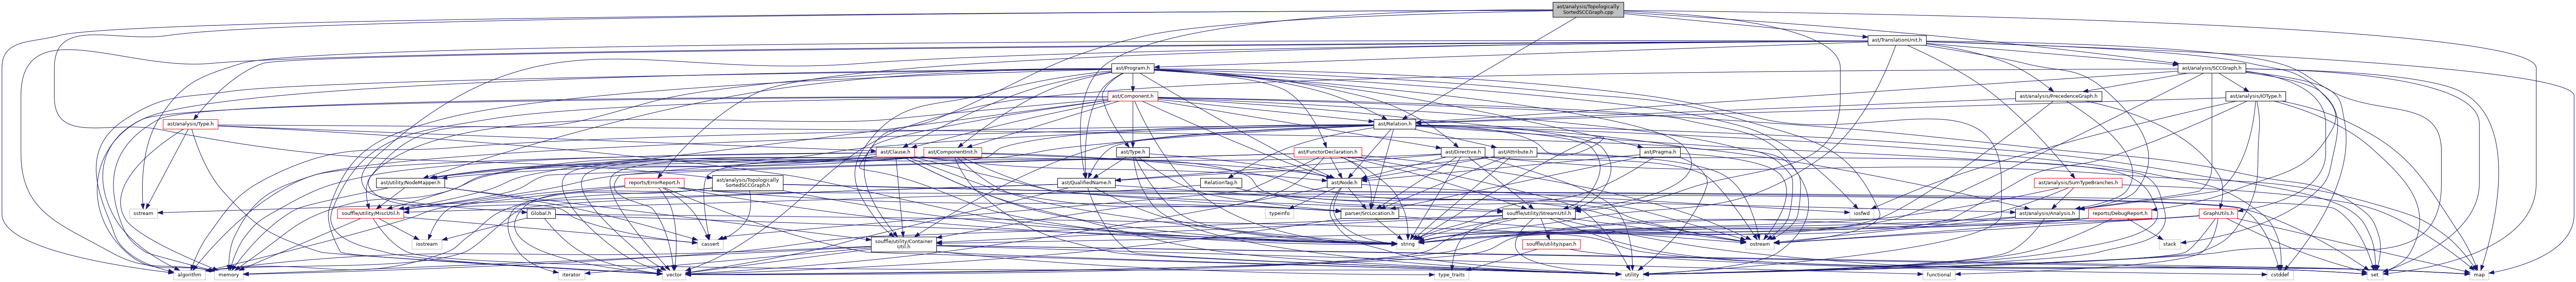 ast/analysis/Topologically
SortedSCCGraph.cpp
ast/TranslationUnit.h
ast/Program.h
ast/analysis/SCCGraph.h
ast/Component.h
ast/analysis/PrecedenceGraph.h
ast/analysis/IOType.h
ast/analysis/Type.h
ast/Relation.h
ast/Clause.h
ast/ComponentInit.h
ast/Type.h
ast/FunctorDeclaration.h
ast/Directive.h
ast/Attribute.h
ast/Pragma.h
ast/utility/NodeMapper.h
reports/ErrorReport.h
ast/analysis/Topologically
SortedSCCGraph.h
ast/QualifiedName.h
RelationTag.h
ast/Node.h
ast/analysis/SumTypeBranches.h
sstream
souffle/utility/MiscUtil.h
Global.h
typeinfo
parser/SrcLocation.h
souffle/utility/StreamUtil.h
iosfwd
ast/analysis/Analysis.h
reports/DebugReport.h
GraphUtils.h
iostream
cassert
souffle/utility/Container
Util.h
string
souffle/utility/span.h
ostream
stack
algorithm
memory
iterator
vector
type_traits
utility
functional
cstddef
set
map